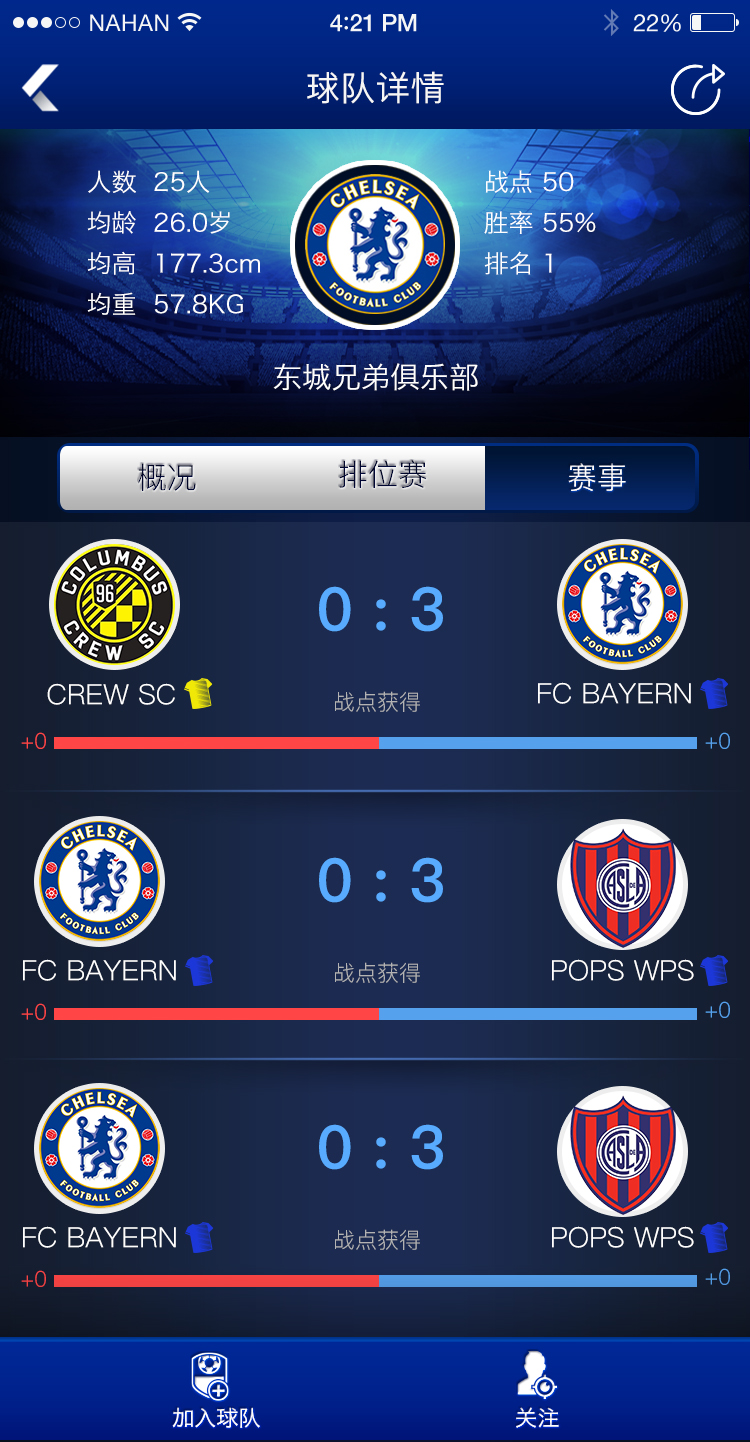 NAHAN 4:21 PM 22%
球队详情
人数 25人
均龄 26.0岁
均高 177.3cm
均重 57.8KG
CHELSEA
FOOTBALL CLUB
战点 50
胜率 55%
排名 1
东城兄弟俱乐部
概况 排位赛 赛事
COLUMBUS
96
CREW SC
0 : 3
CHELSEA
FOOTBALL CLUB
CREW SC 战点获得 FC BAYERN
+0 +0
CHELSEA
FOOTBALL CLUB
0 : 3
CASLA
DE
FC BAYERN 战点获得 POPS WPS
+0 +0
CHELSEA
FOOTBALL CLUB
0 : 3
CASLA
DE
FC BAYERN 战点获得 POPS WPS
+0 +0
加入球队 关注